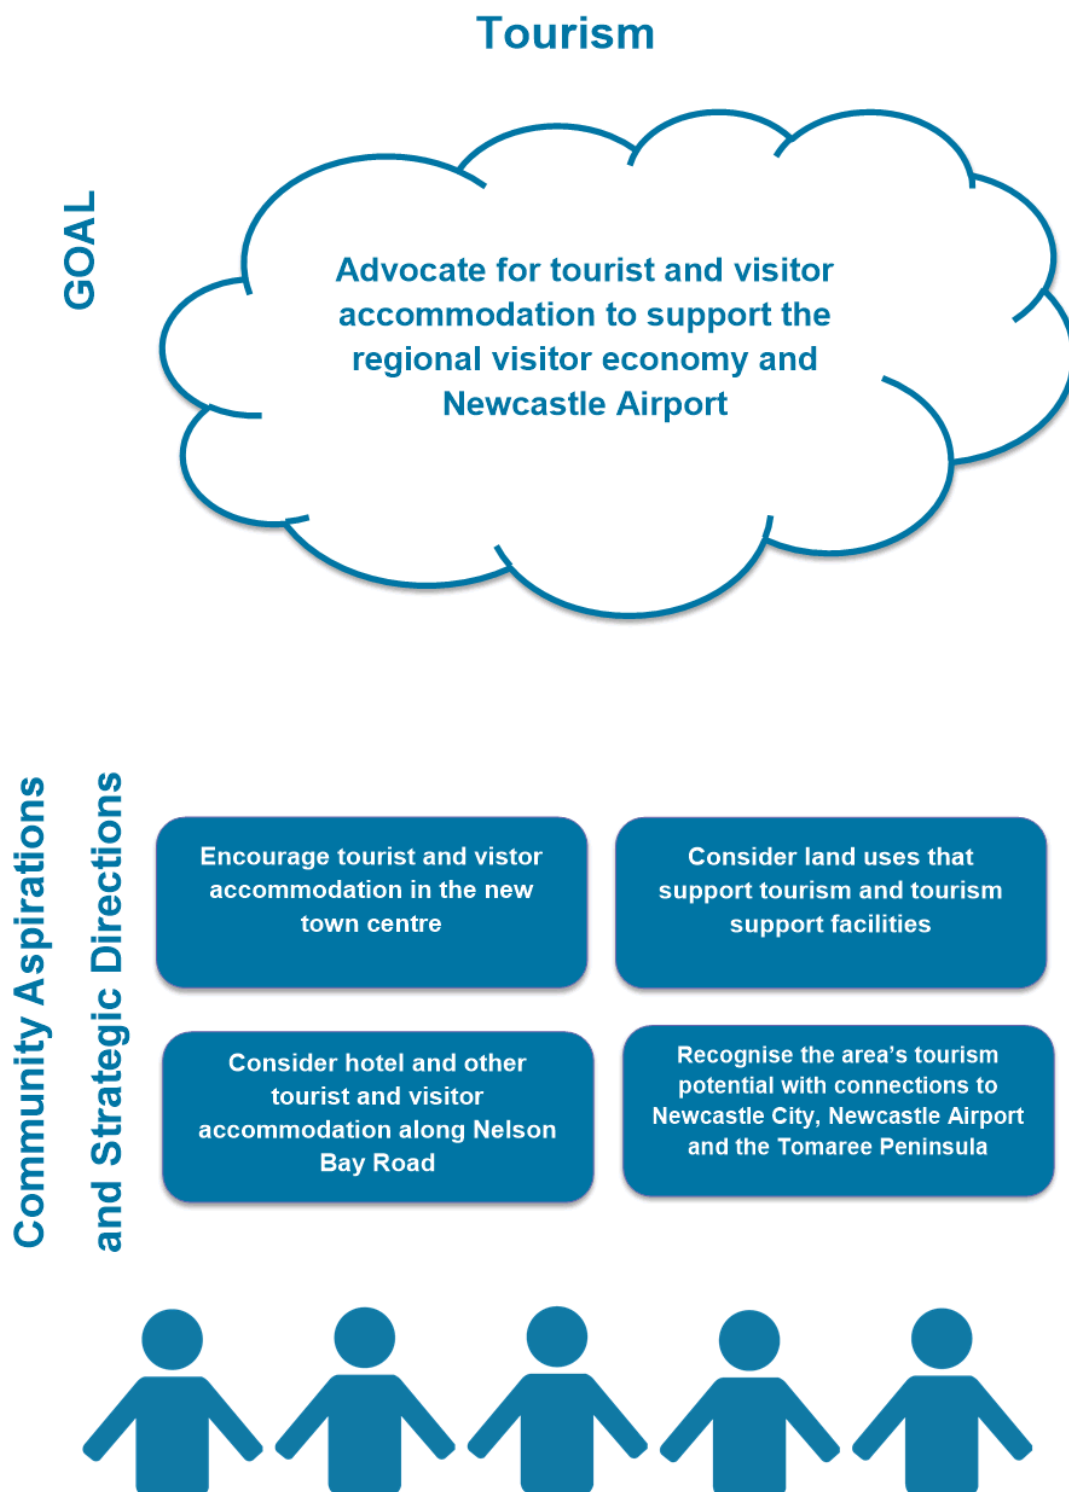 Tourism
GOAL
Advocate for tourist and visitor
accommodation to support the
regional visitor economy and
Newcastle Airport
Community Aspirations
and Strategic Directions
Encourage tourist and vistor
accommodation in the new
town centre
Consider land uses that
support tourism and tourism
support facilities
Consider hotel and other
tourist and visitor
accommodation along Nelson
Bay Road
Recognise the area’s tourism
potential with connections to
Newcastle City, Newcastle Airport
and the Tomaree Peninsula